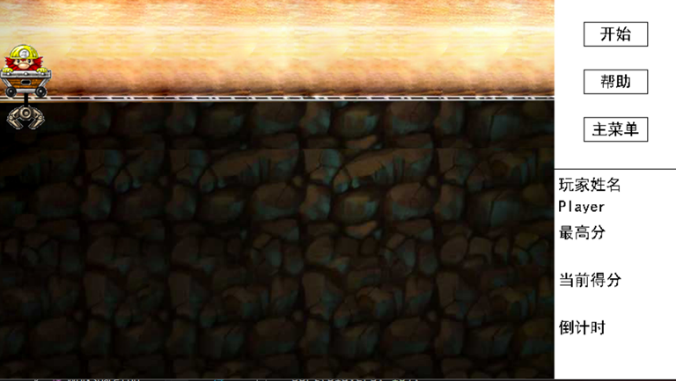 开始
帮助
主菜单
玩家姓名
Player
最高分
当前得分
倒计时